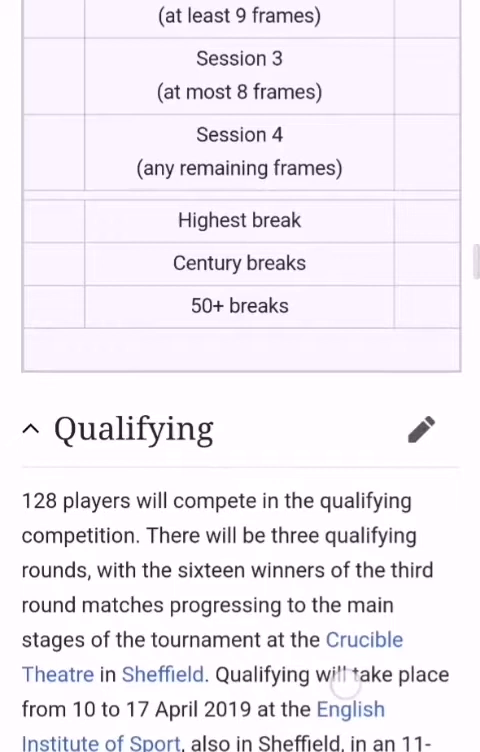 (at least 9 frames)
Session 3
(at most 8 frames)
Session 4
(any remaining frames)
Highest break
Century breaks
50+ breaks
Qualifying
128 players will compete in the qualifying
competition. There will be three qualifying
rounds, with the sixteen winners of the third
round matches progressing to the main
stages of the tournament at the Crucible
Theatre in Sheffield. Qualifying will take place
from 10 to 17 April 2019 at the English
Institute of Sport, also in Sheffield, in an 11-